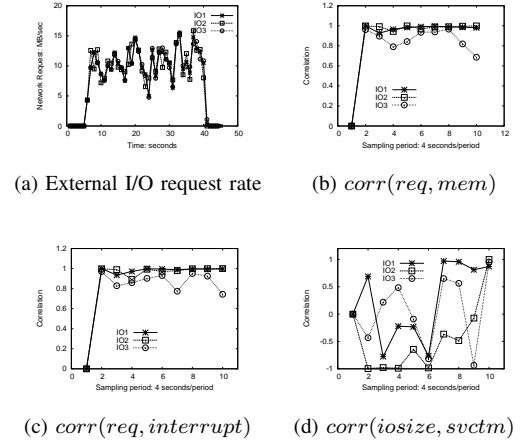 Network Request: MB/sec
20
15
10
5
0
0 10 20 30 40 50
Time: seconds
IO1
IO2
IO3
(a) External I/O request rate
Correlation
1.2
1
0.8
0.6
0.4
0.2
0
0 2 4 6 8 10 12
Sampling period: 4 seconds/period
IO1
IO2
IO3
(b) corr(req, mem)
Correlation
1.2
1
0.8
0.6
0.4
0.2
0
0 2 4 6 8 10
Sampling period: 4 seconds/period
IO1
IO2
IO3
(c) corr(req, interrupt)
Correlation
1
0.5
0
-0.5
-1
0 2 4 6 8 10
Sampling period: 4 seconds/period
IO1
IO2
IO3
(d) corr(iosize, svctm)